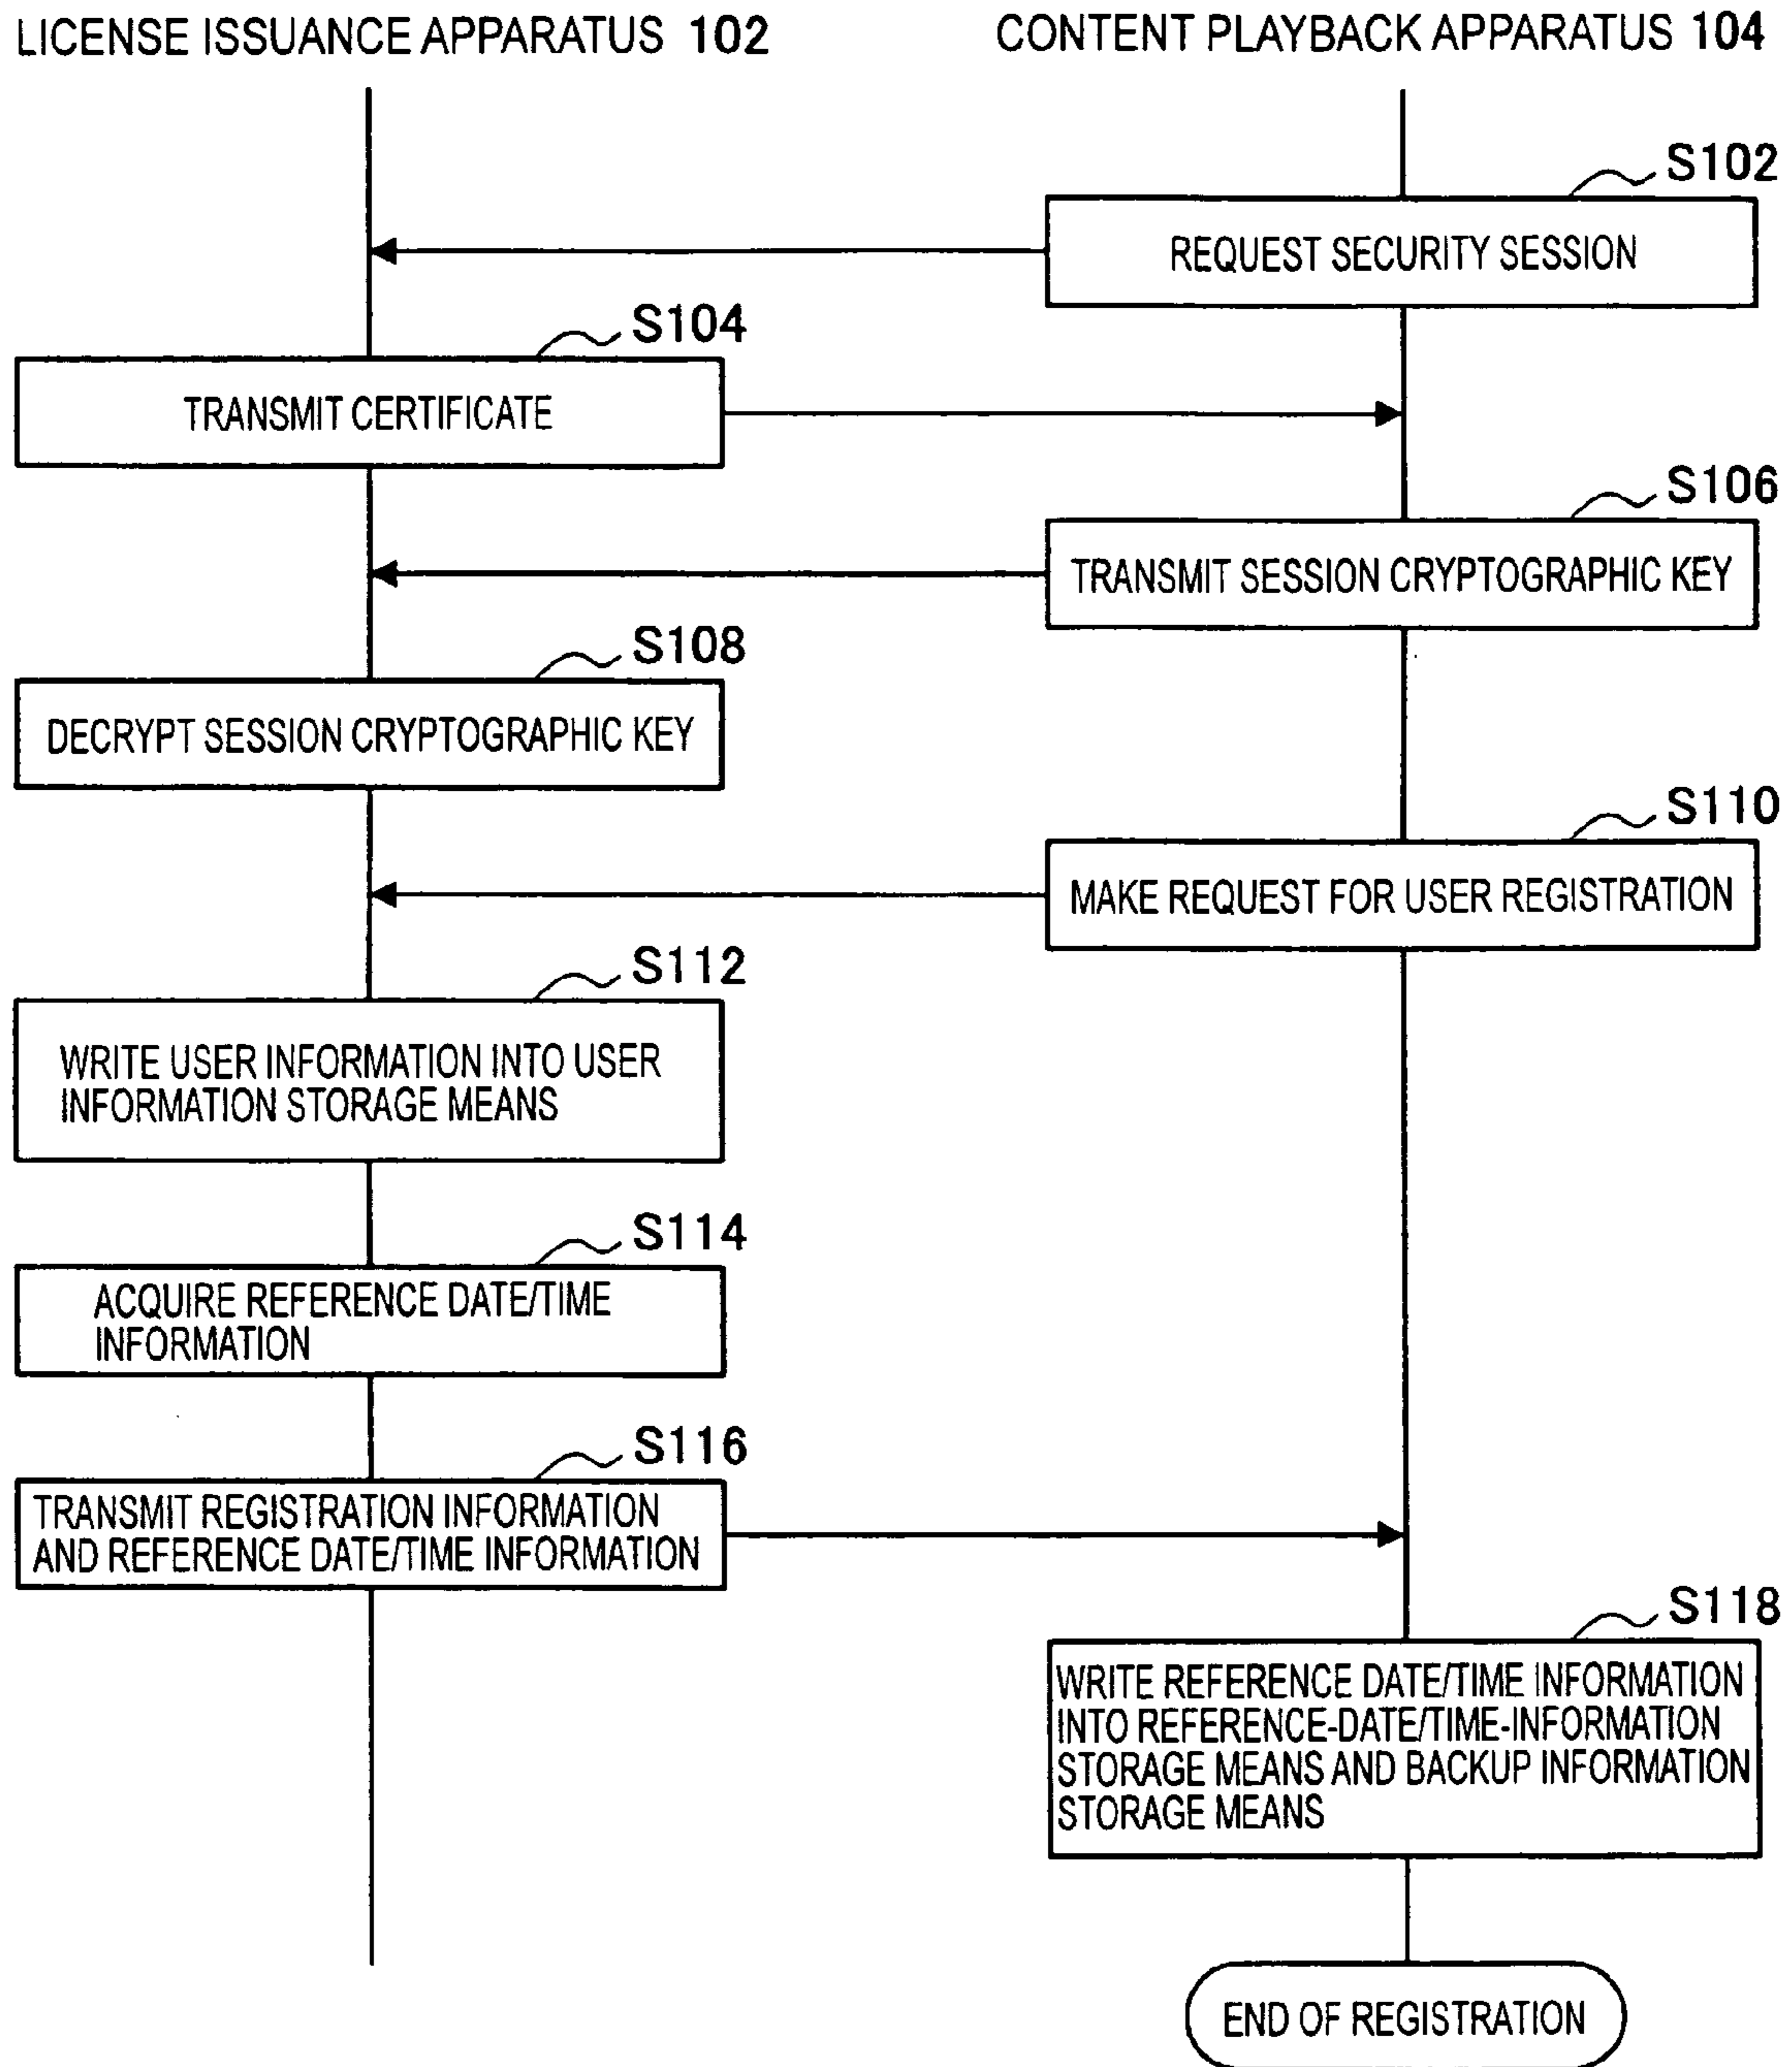 LICENSE ISSUANCE APPARATUS 102
CONTENT PLAYBACK APPARATUS 104
S102
REQUEST SECURITY SESSION
S104
TRANSMIT CERTIFICATE
S106
TRANSMIT SESSION CRYPTOGRAPHIC KEY
S108
DECRYPT SESSION CRYPTOGRAPHIC KEY
S110
MAKE REQUEST FOR USER REGISTRATION
S112
WRITE USER INFORMATION INTO USER
INFORMATION STORAGE MEANS
S114
ACQUIRE REFERENCE DATE/TIME
INFORMATION
S116
TRANSMIT REGISTRATION INFORMATION
AND REFERENCE DATE/TIME INFORMATION
S118
WRITE REFERENCE DATE/TIME INFORMATION
INTO REFERENCE-DATE/TIME-INFORMATION
STORAGE MEANS AND BACKUP INFORMATION
STORAGE MEANS
END OF REGISTRATION